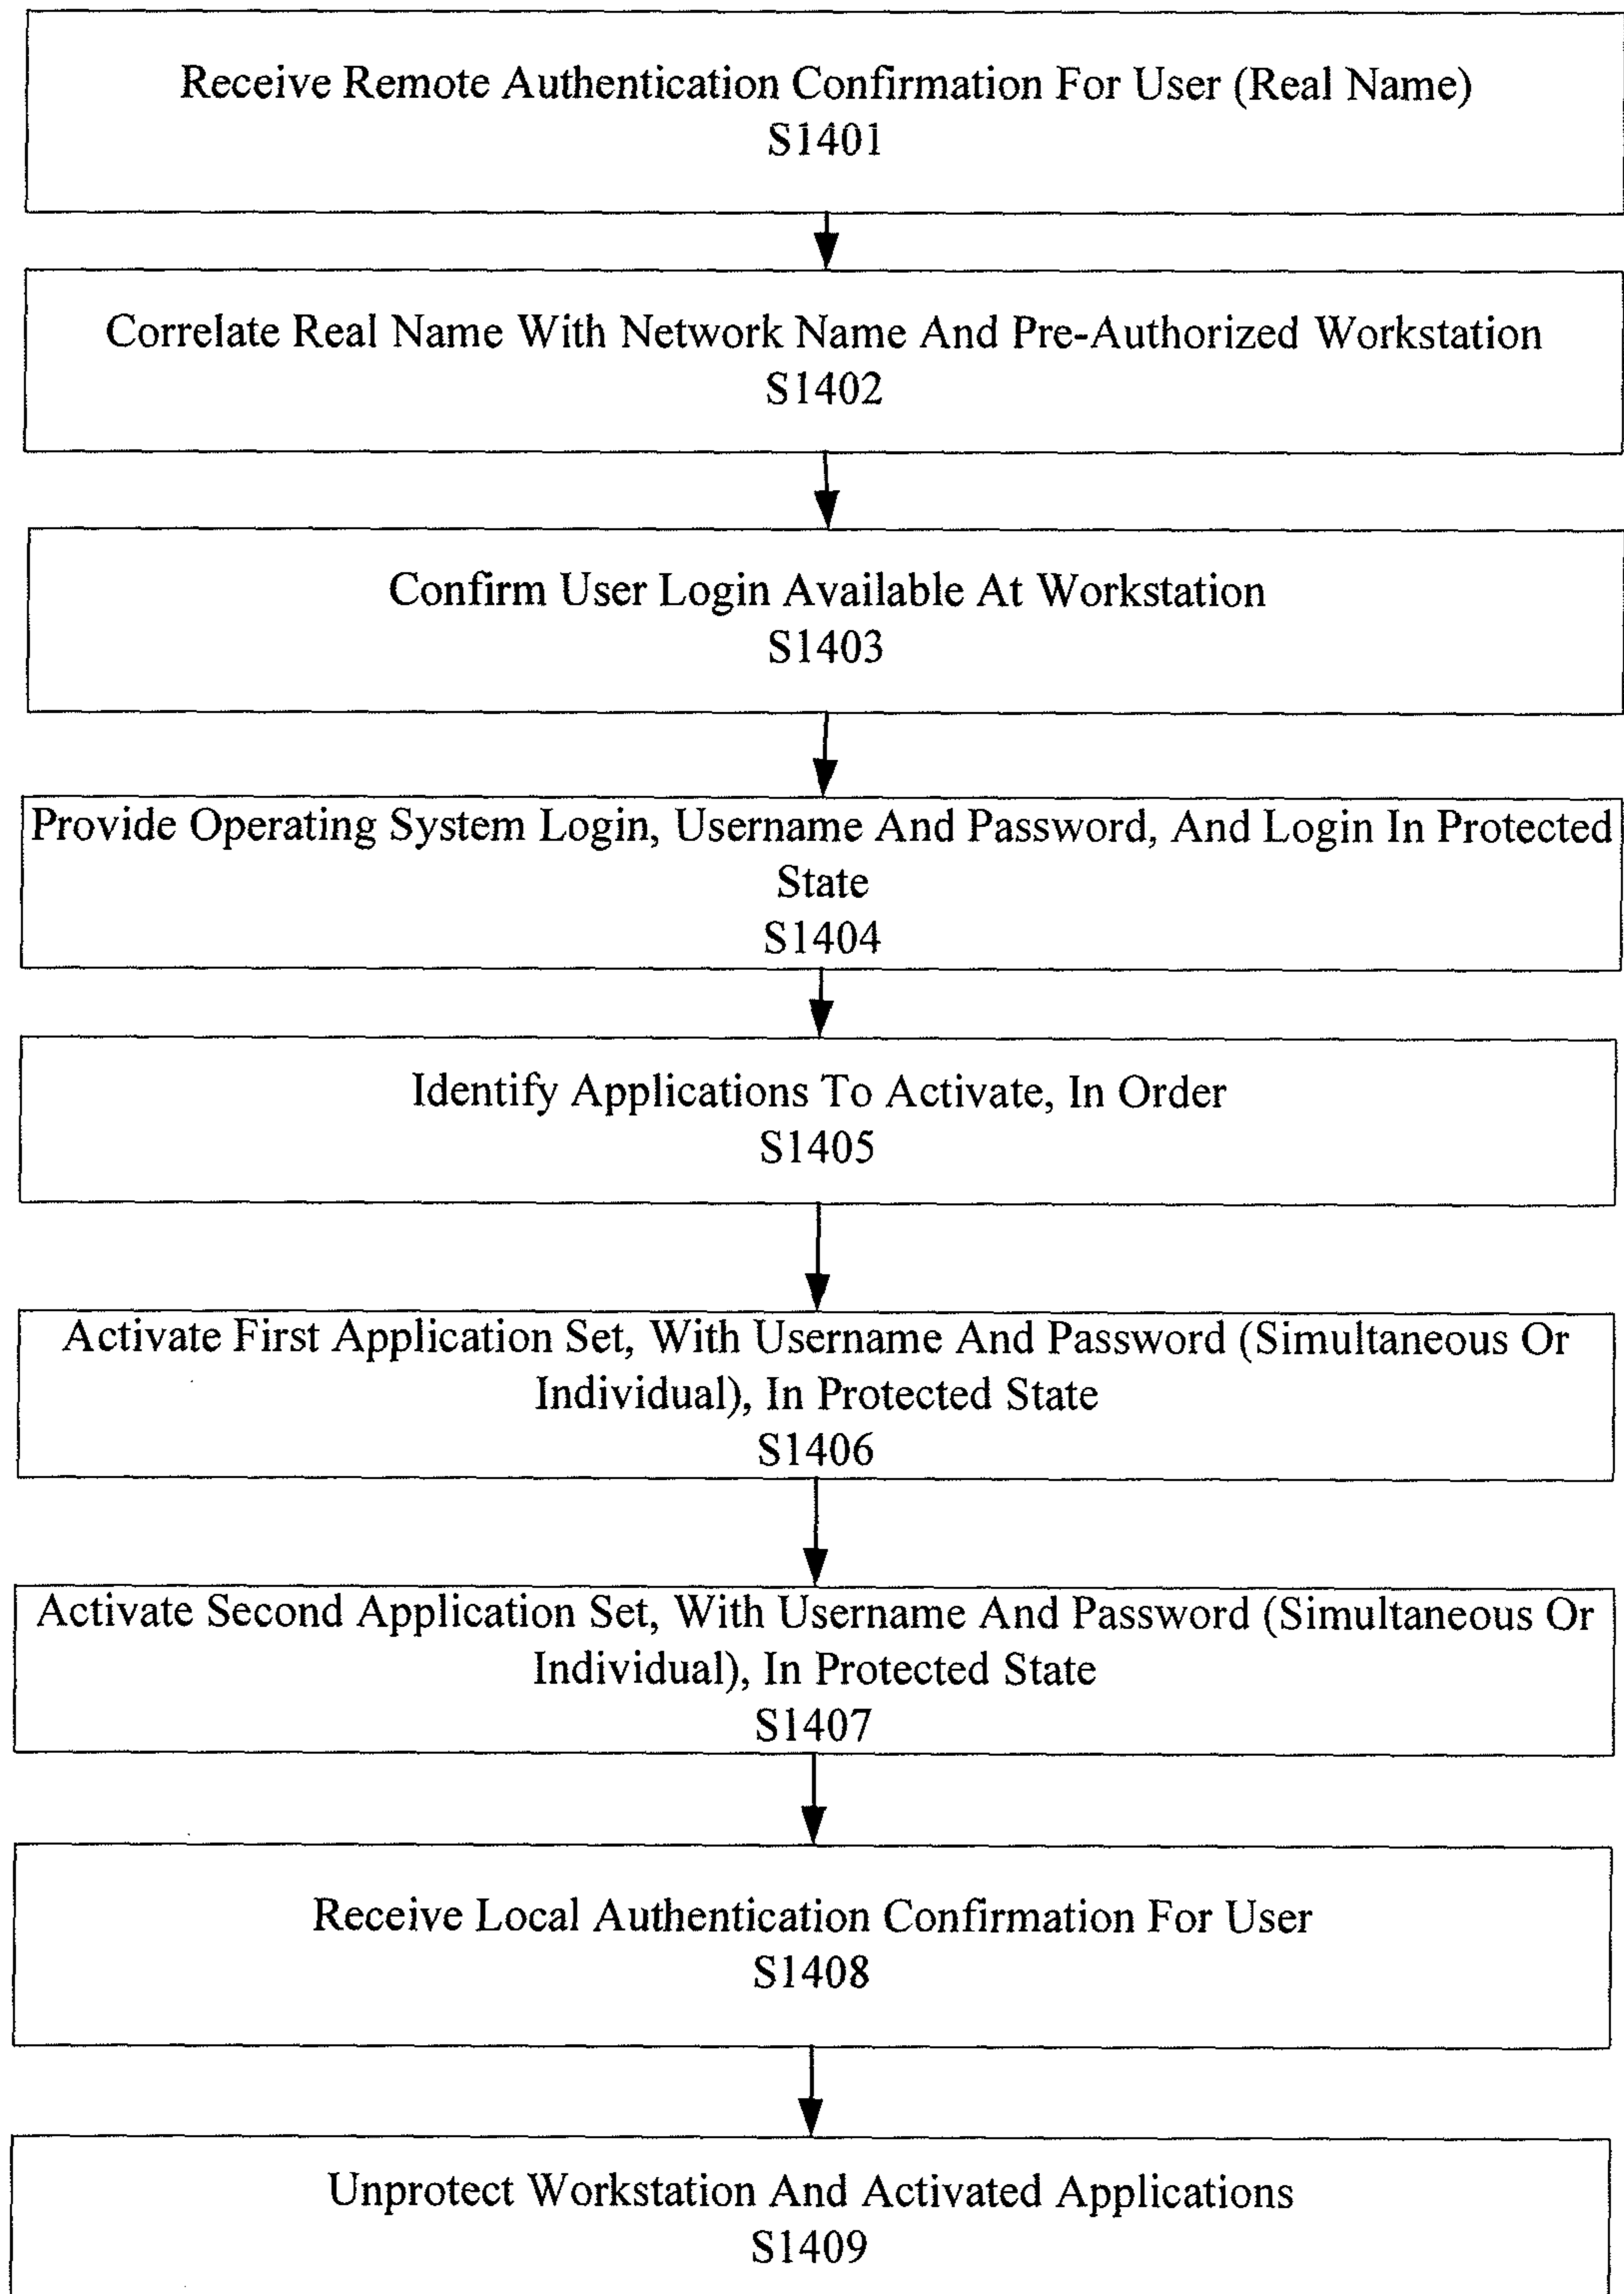 Receive Remote Authentication Confirmation For User (Real Name)
S1401
Correlate Real Name With Network Name And Pre-Authorized Workstation
S1402
Confirm User Login Available At Workstation
S1403
Provide Operating System Login, Username And Password, And Login In Protected
State
S1404
Identify Applications To Activate, In Order
S1405
Activate First Application Set, With Username And Password (Simultaneous Or
Individual), In Protected State
S1406
Activate Second Application Set, With Username And Password (Simultaneous Or
Individual), In Protected State
S1407
Receive Local Authentication Confirmation For User
S1408
Unprotect Workstation And Activated Applications
S1409